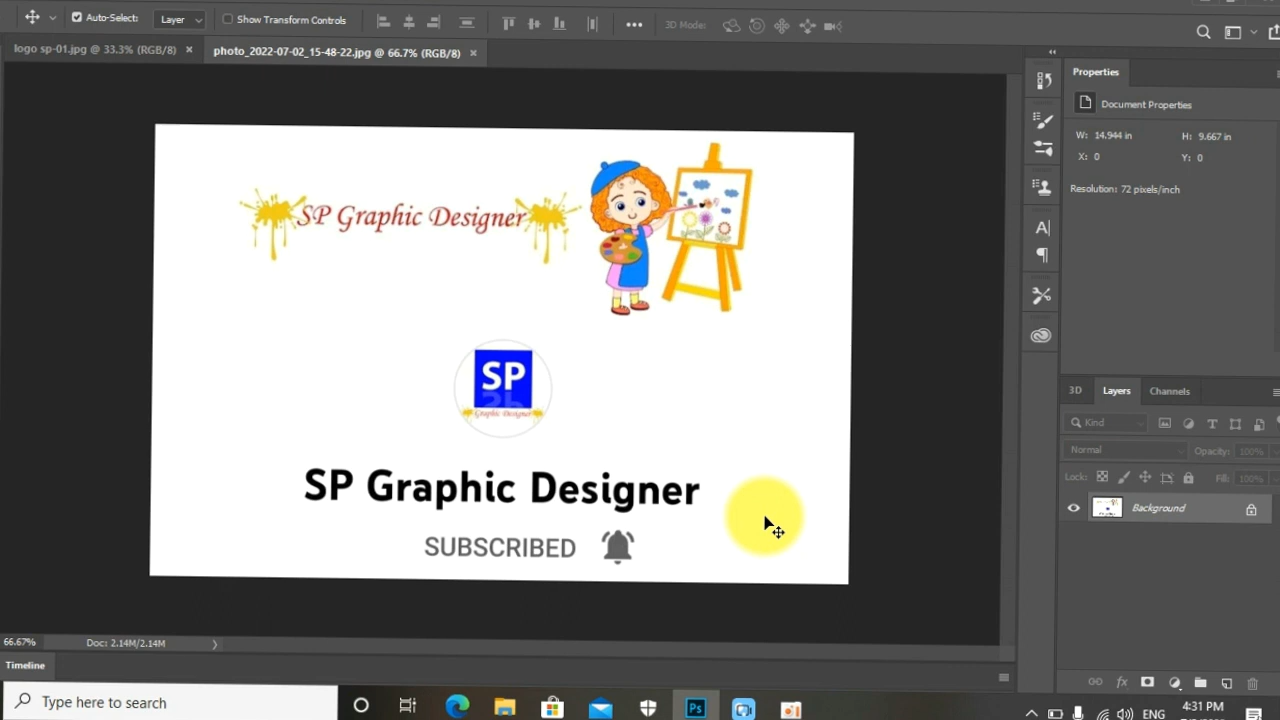 Auto-Select: Layer Show Transform Controls 3D Mode:
logo sp-01.jpg @ 33.3% (RGB/8) × photo_2022-07-02_15-48-22.jpg @ 66.7% (RGB/8) ×
Properties
Document Properties
W: 14.944 in H: 9.667 in
X: 0 Y: 0
Resolution: 72 pixels/inch
SP Graphic Designer
SP
Graphic Designer
SP Graphic Designer
SUBSCRIBED
3D Layers Channels
Kind
Normal Opacity: 100%
Lock: Fill: 100%
Background
66.67% Doc: 2.14M/2.14M
Timeline
Type here to search
Ps
ENG 4:31 PM